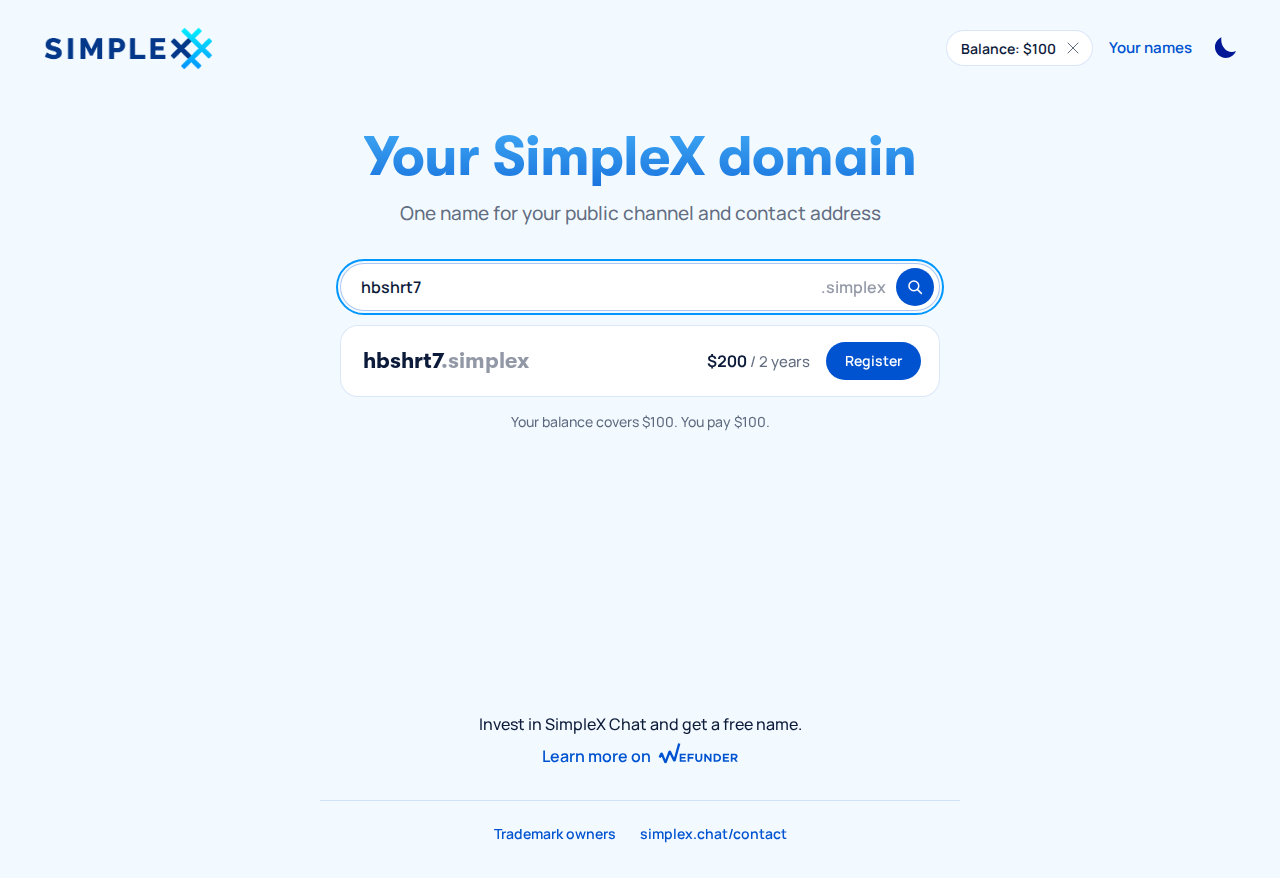 SIMPLEX
Balance: $100
Your names
Your SimpleX domain
One name for your public channel and contact address
hbshrt7 .simplex
hbshrt7.simplex $200 / 2 years Register
Your balance covers $100. You pay $100.
Invest in SimpleX Chat and get a free name.
Learn more on WEFUNDER
Trademark owners simplex.chat/contact